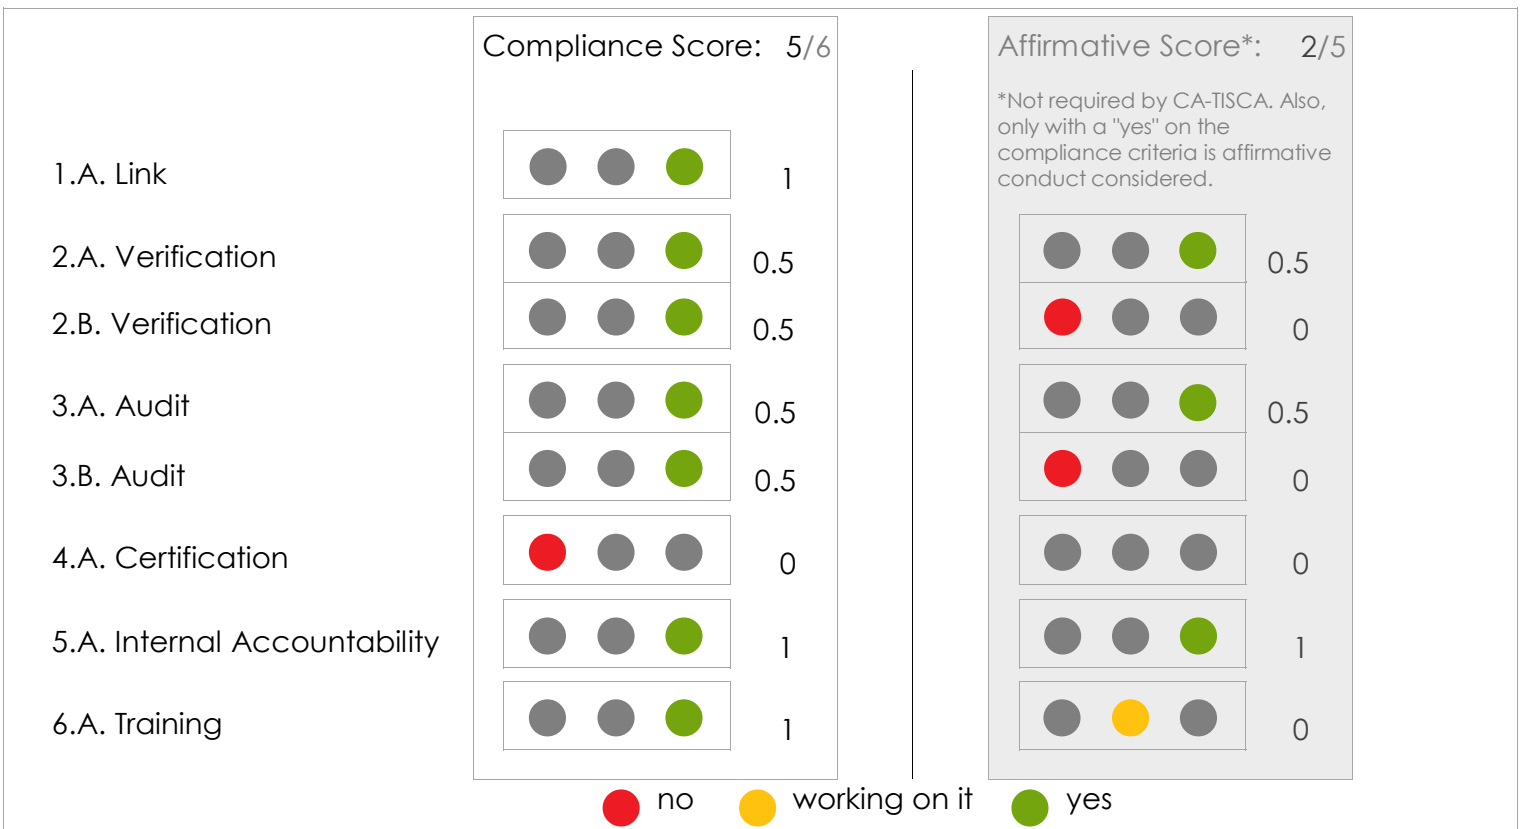 Compliance Score: 5/6
Affirmative Score*: 2/5
*Not required by CA-TISCA. Also,
only with a "yes" on the
compliance criteria is affirmative
conduct considered.
1.A. Link 1
2.A. Verification 0.5 0.5
2.B. Verification 0.5 0
3.A. Audit 0.5 0.5
3.B. Audit 0.5 0
4.A. Certification 0 0
5.A. Internal Accountability 1 1
6.A. Training 1 0
no working on it yes